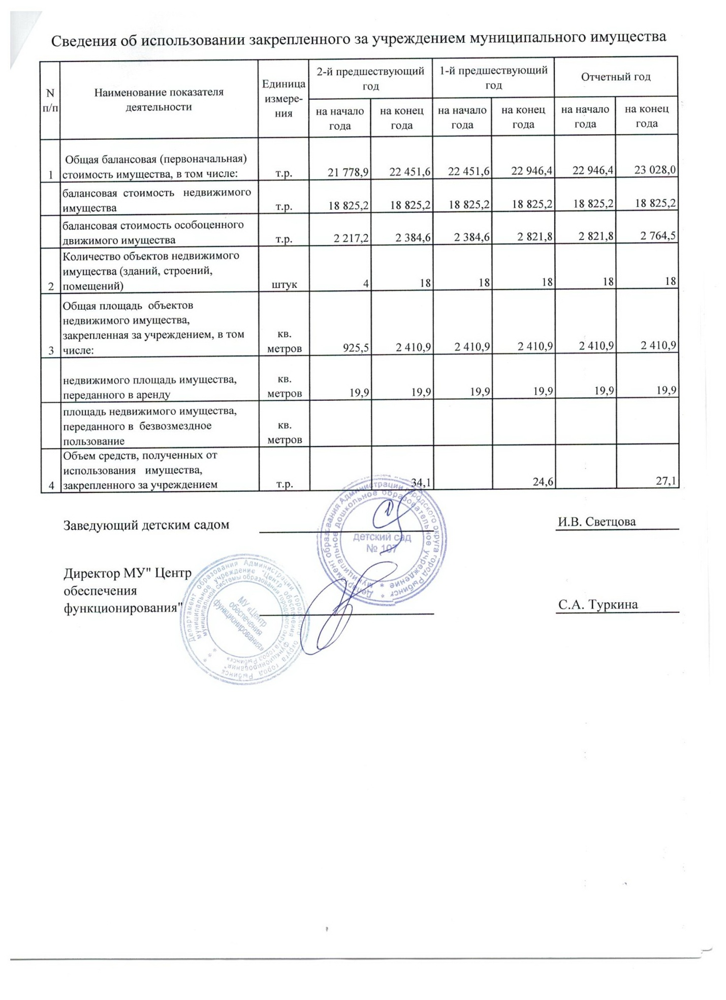 Сведения об использовании закрепленного за учреждением муниципального имущества
N п/п
Наименование показателя деятельности
Единица измере- ния
2-й предшествующий год
1-й предшествующий год
Отчетный год
на начало года
на конец года
на начало года
на конец года
на начало года
на конец года
1
Общая балансовая (первоначальная)
стоимость имущества, в том числе:
т.р.
21 778,9
22 451,6
22 451,6
22 946,4
22 946,4
23 028,0
балансовая стоимость недвижимого
имущества
т.р.
18 825,2
18 825,2
18 825,2
18 825,2
18 825,2
18 825,2
балансовая стоимость особоценного
движимого имущества
т.р.
2 217,2
2 384,6
2 384,6
2 821,8
2 821,8
2 764,5
2
Количество объектов недвижимого
имущества (зданий, строений,
помещений)
штук
4
18
18
18
18
18
3
Общая площадь объектов
недвижимого имущества,
закрепленная за учреждением, в том
числе:
кв.
метров
925,5
2 410,9
2 410,9
2 410,9
2 410,9
2 410,9
недвижимого площадь имущества,
переданного в аренду
кв.
метров
19,9
19,9
19,9
19,9
19,9
19,9
площадь недвижимого имущества,
переданного в безвозмездное
пользование
кв.
метров
4
Объем средств, полученных от
использования имущества,
закрепленного за учреждением
т.р.
34,1
24,6
27,1
Заведующий детским садом
И.В. Светцова
Департамент образования Администрации городского округа город Рыбинск *
муниципальное дошкольное образовательное учреждение *
детский сад
№ 107
Директор МУ" Центр
обеспечения
функционирования"
С.А. Туркина
Департамент образования Администрации городского округа город Рыбинск
Муниципальное учреждение "Центр обеспечения функционирования"
муниципальной системы образования городского округа город Рыбинск»
МУ «Центр
обеспечения
функционирования»